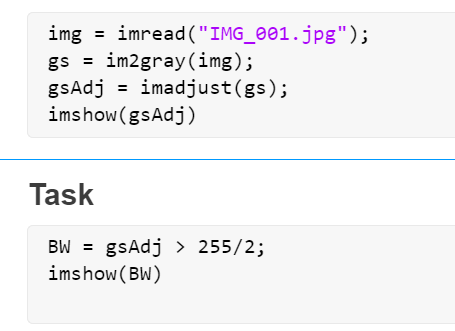 img = imread("IMG_001.jpg");
gs = im2gray(img);
gsAdj = imadjust(gs);
imshow(gsAdj)
Task
BW = gsAdj > 255/2;
imshow(BW)